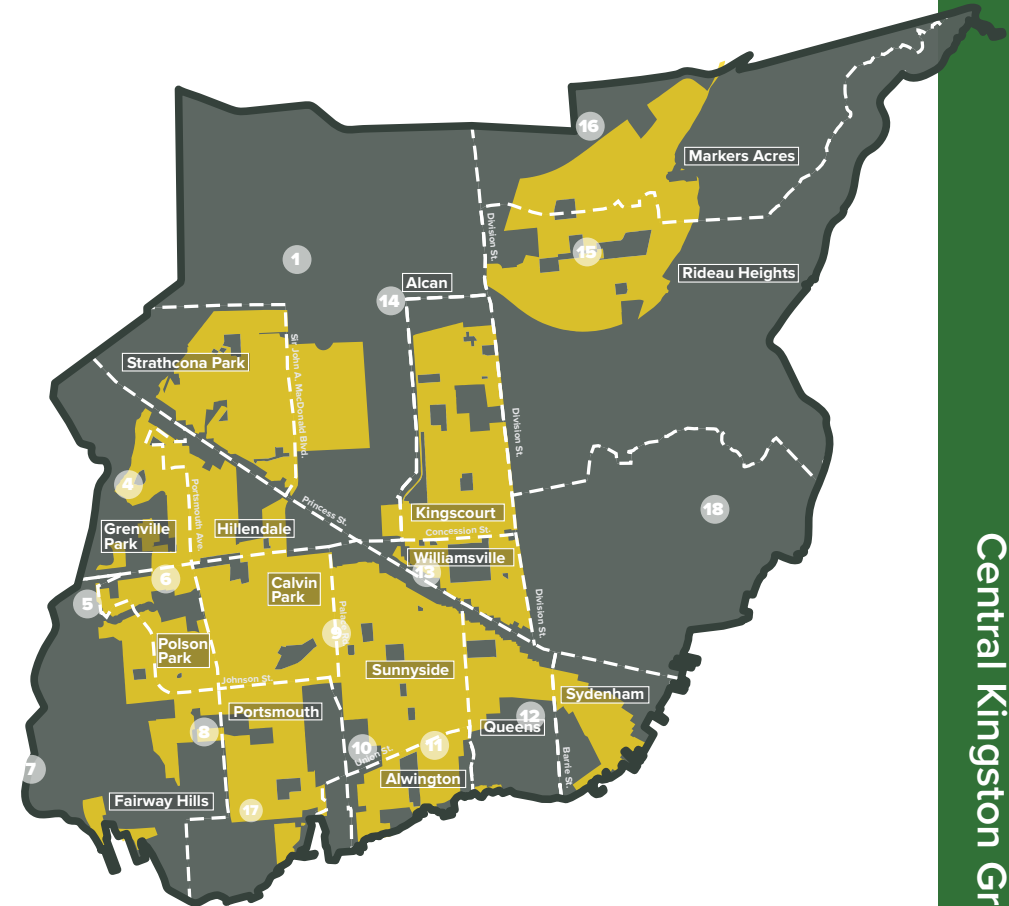 16
Markers Acres
Division St.
15
1
Rideau Heights
Alcan
14
Strathcona Park
Sir John A. MacDonald Blvd.
Division St.
4
Portsmouth Ave.
Princess St.
18
Kingscourt
Grenville
Park
Hillendale
Concession St.
Williamsville
13
6
Calvin
Park
5
Division St.
9
Polson
Park
Sunnyside
Johnson St.
Sydenham
Portsmouth
12
Queens
8
10
11
Union St.
Barrie St.
7
Alwington
Fairway Hills
17
Central Kingston Gr